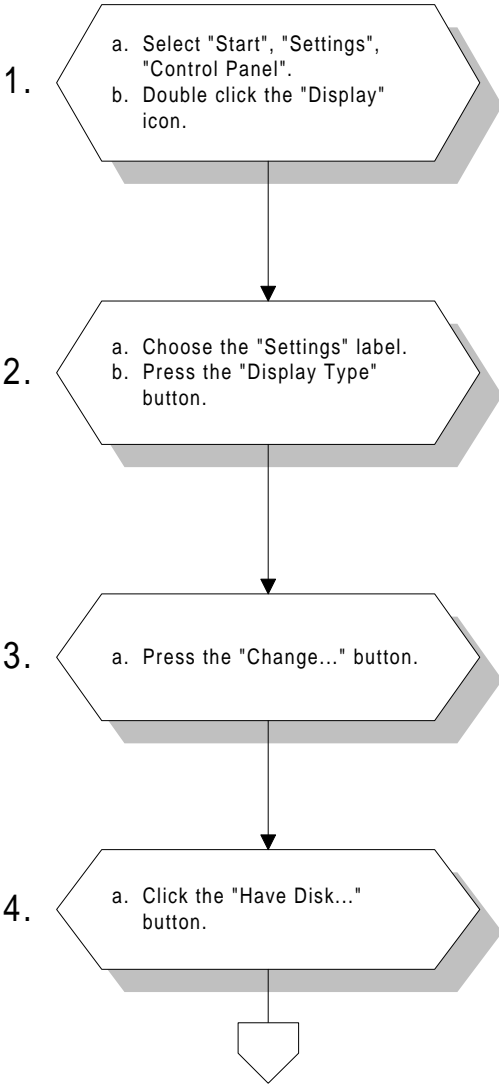 1.
a. Select "Start", "Settings",
"Control Panel".
b. Double click the "Display"
icon.
2.
a. Choose the "Settings" label.
b. Press the "Display Type"
button.
3.
a. Press the "Change..." button.
4.
a. Click the "Have Disk..."
button.